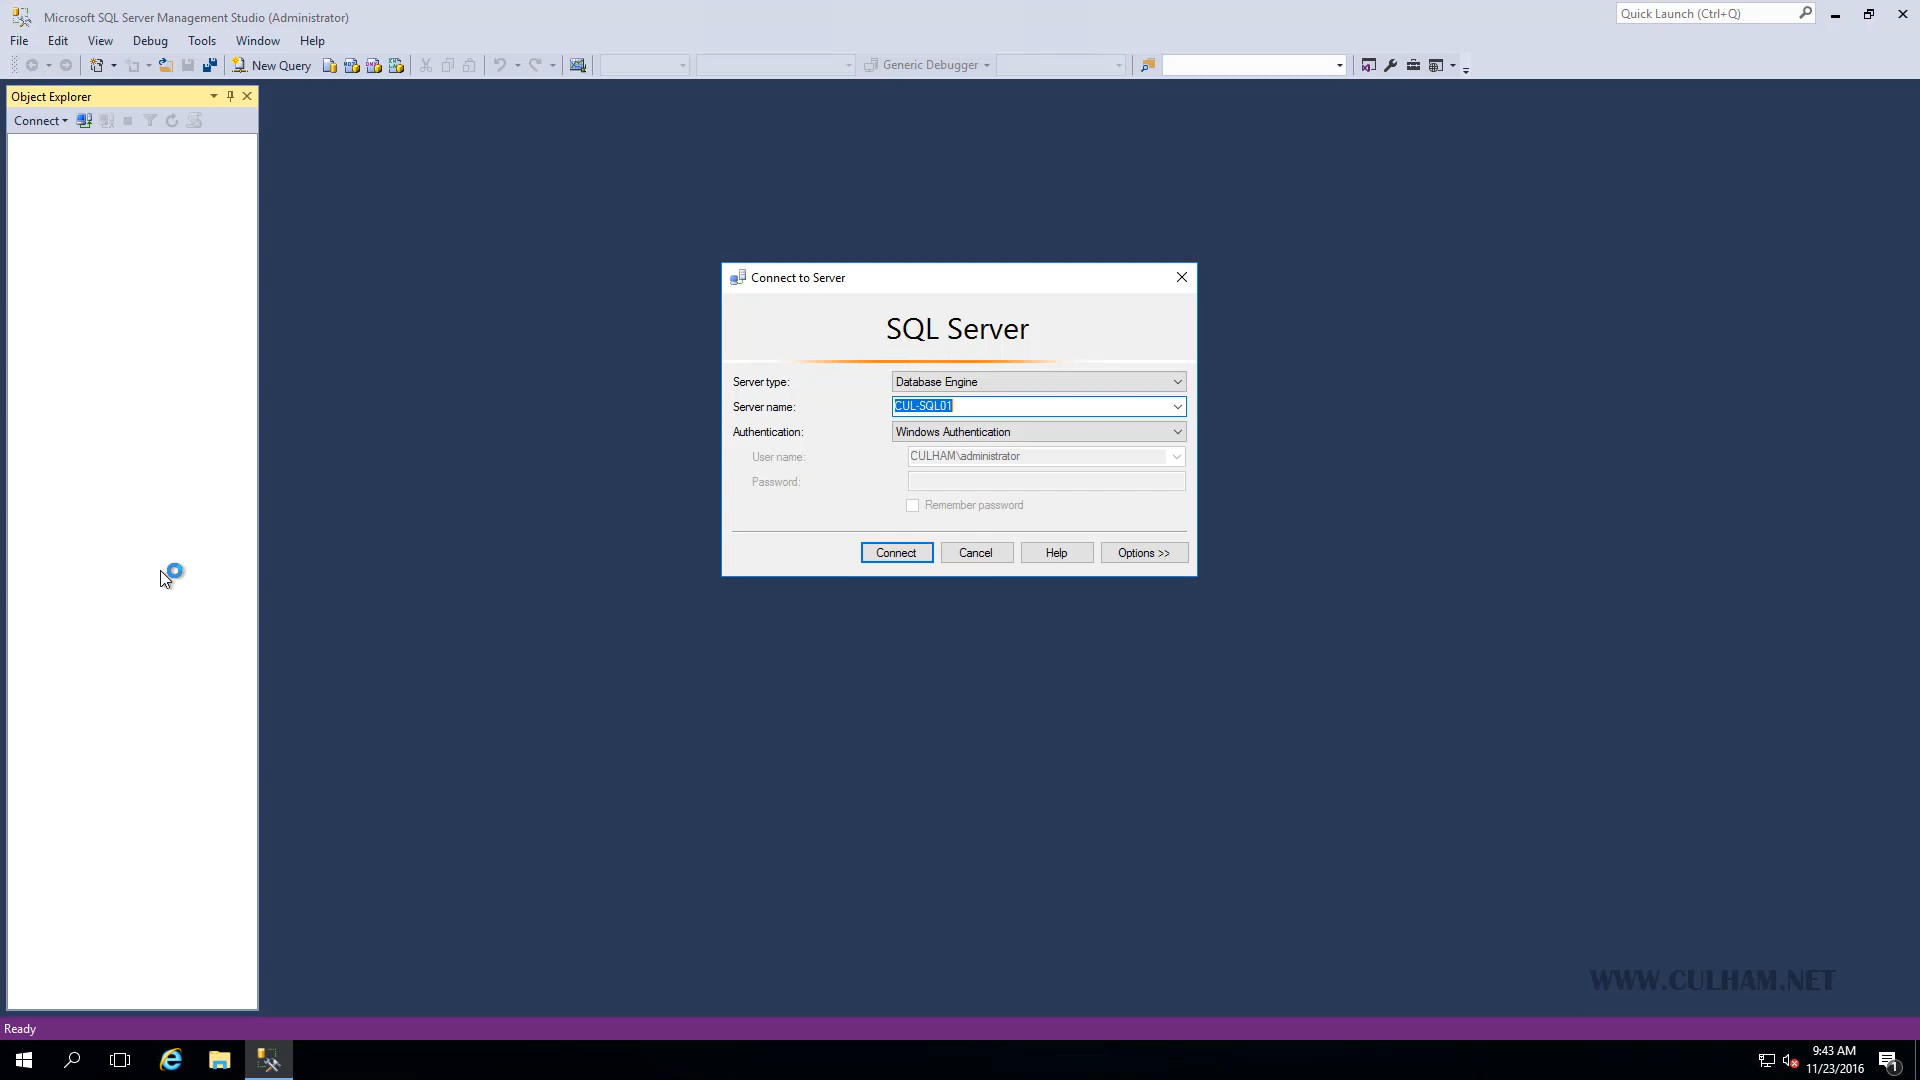 Microsoft SQL Server Management Studio (Administrator)
Quick Launch (Ctrl+Q)
File Edit View Debug Tools Window Help
New Query
Generic Debugger
Object Explorer
Connect
Connect to Server
SQL Server
Server type: Database Engine
Server name: CUL-SQL01
Authentication: Windows Authentication
User name: CULHAM\administrator
Password:
Remember password
Connect Cancel Help Options >>
WWW.CULHAM.NET
Ready
9:43 AM
11/23/2016
1